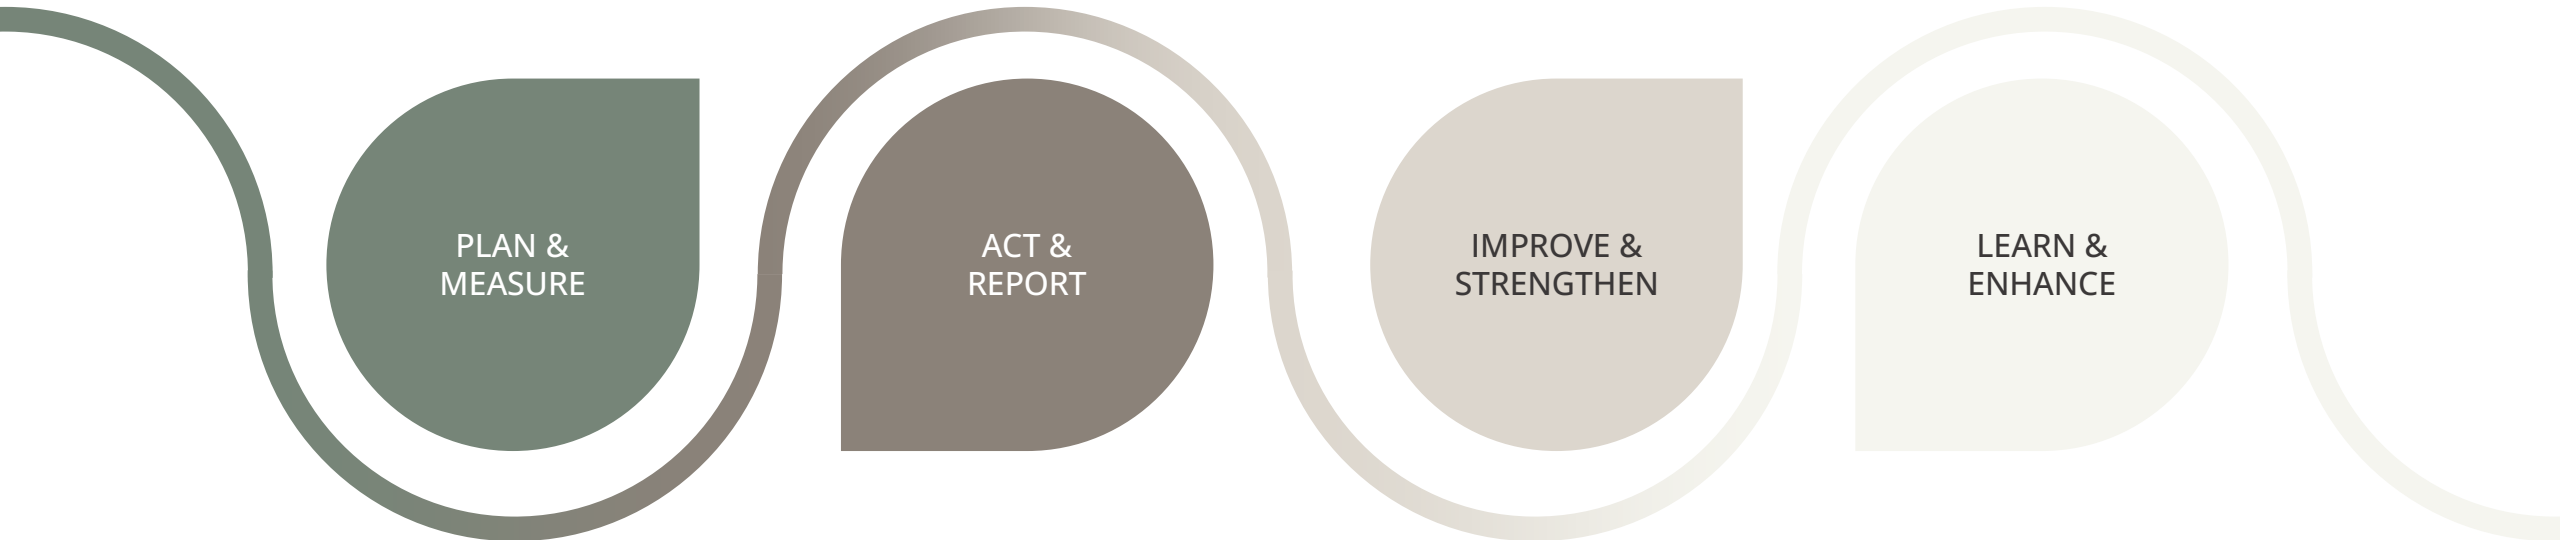 PLAN &
MEASURE
ACT &
REPORT
IMPROVE &
STRENGTHEN
LEARN &
ENHANCE